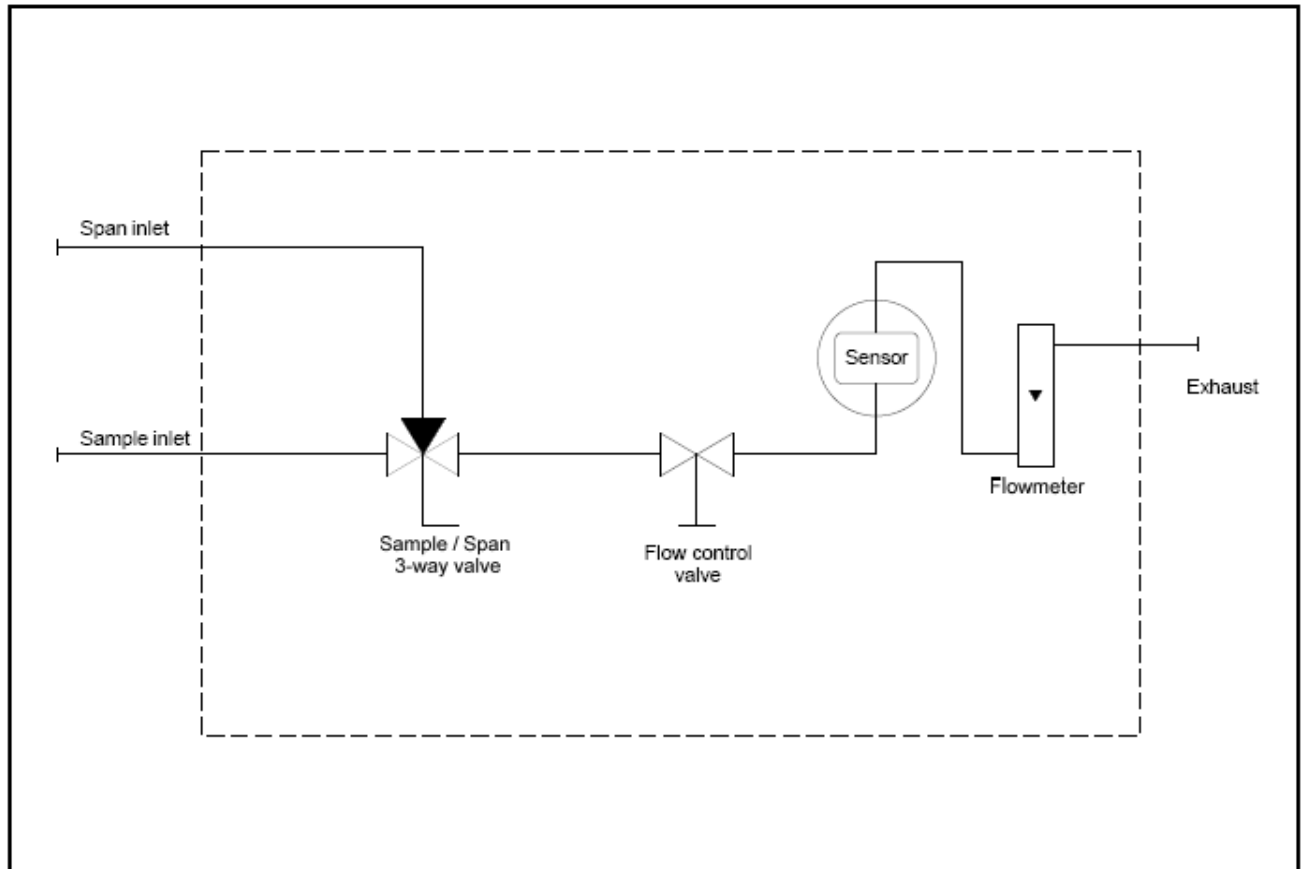 Span inlet
Sample inlet
Sensor
Exhaust
Flowmeter
Sample / Span
3-way valve
Flow control
valve